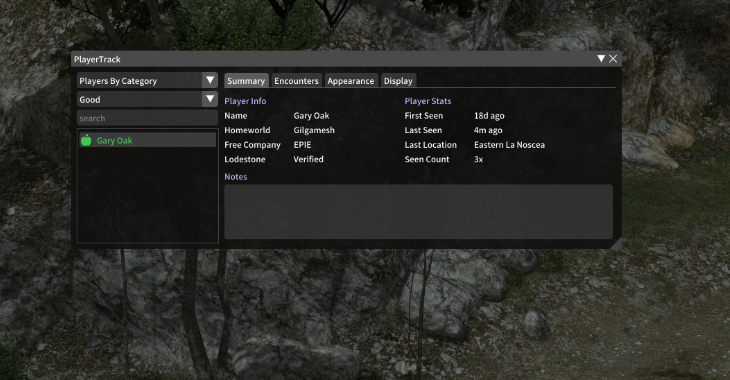 PlayerTrack
Players By Category
Good
search
Gary Oak
Summary Encounters Appearance Display
Player Info Player Stats
Name Gary Oak First Seen 18d ago
Homeworld Gilgamesh Last Seen 4m ago
Free Company EPIE Last Location Eastern La Noscea
Lodestone Verified Seen Count 3x
Notes